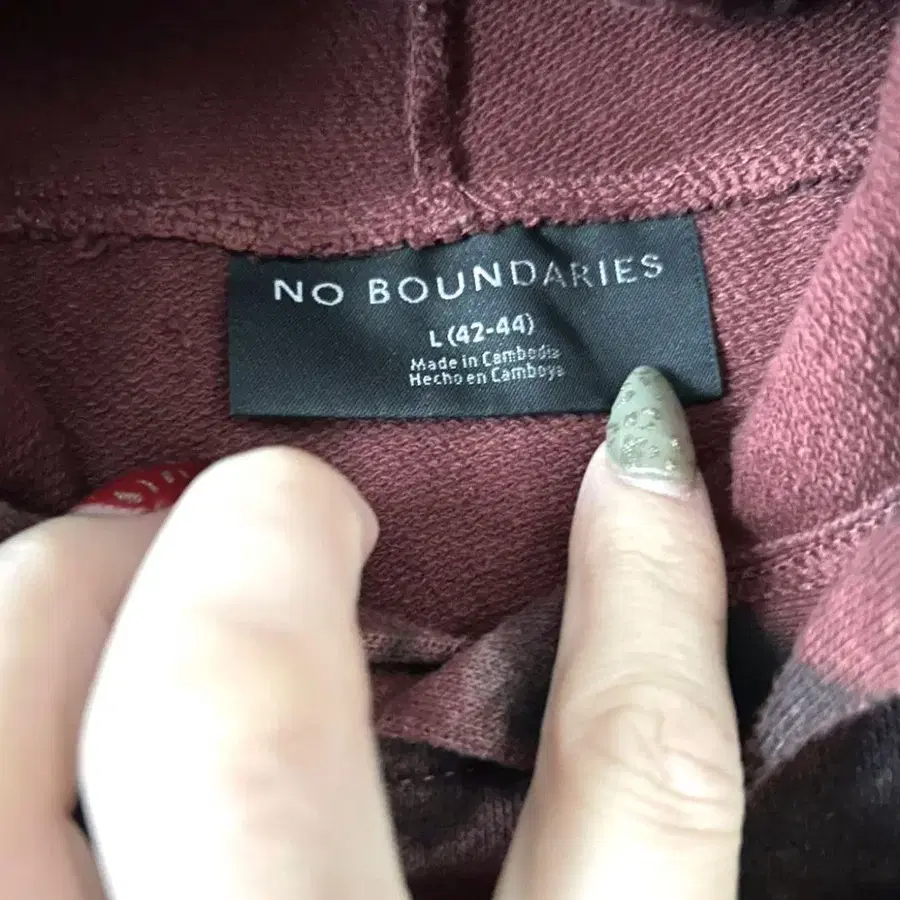 NO BOUNDARIES
L (42-44)
Made in Cambodia
Hecho en Camboya